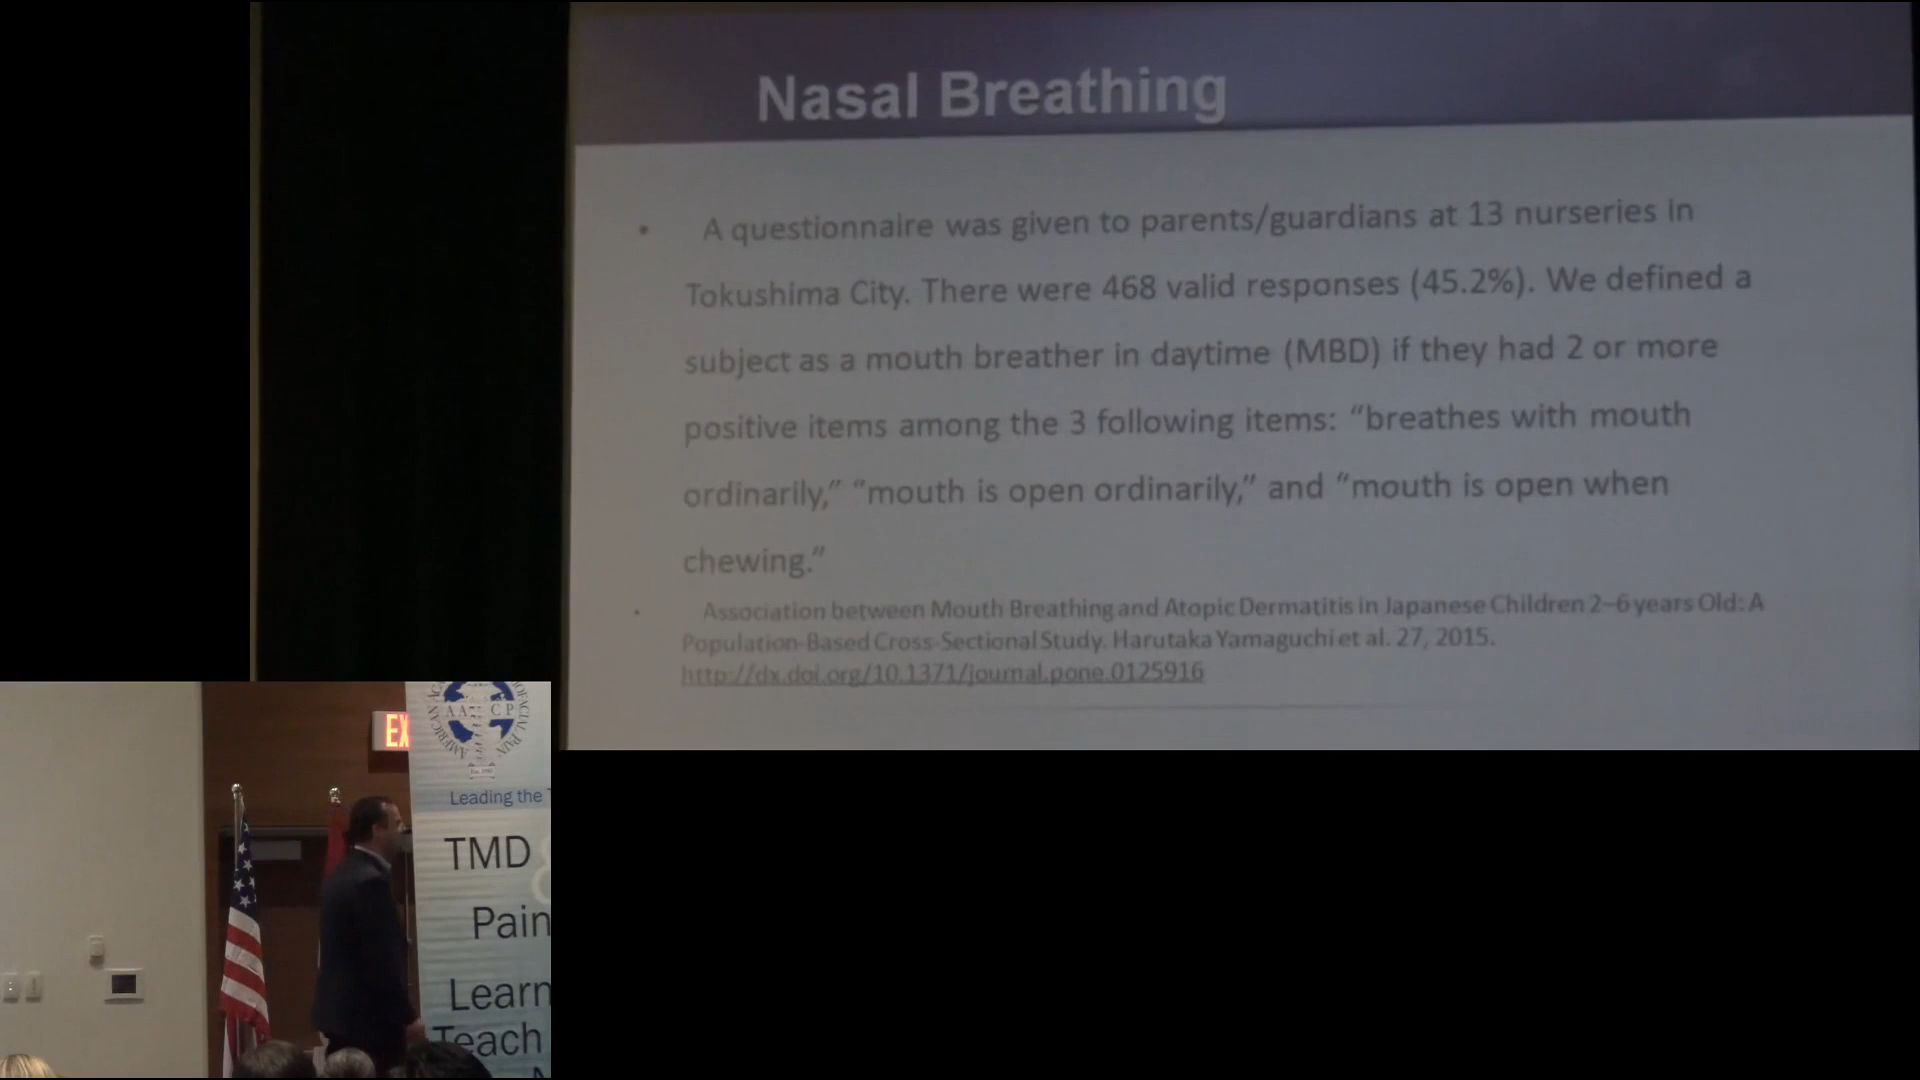 Nasal Breathing
• A questionnaire was given to parents/guardians at 13 nurseries in
Tokushima City. There were 468 valid responses (45.2%). We defined a
subject as a mouth breather in daytime (MBD) if they had 2 or more
positive items among the 3 following items: “breathes with mouth
ordinarily,” “mouth is open ordinarily,” and “mouth is open when
chewing.”
• Association between Mouth Breathing and Atopic Dermatitis in Japanese Children 2–6 years Old: A
Population-Based Cross-Sectional Study. Harutaka Yamaguchi et al. 27, 2015.
http://dx.doi.org/10.1371/journal.pone.0125916
EX
AMERICAN
PAIN
Leading the
TMD &
Pain
Learn
Teach